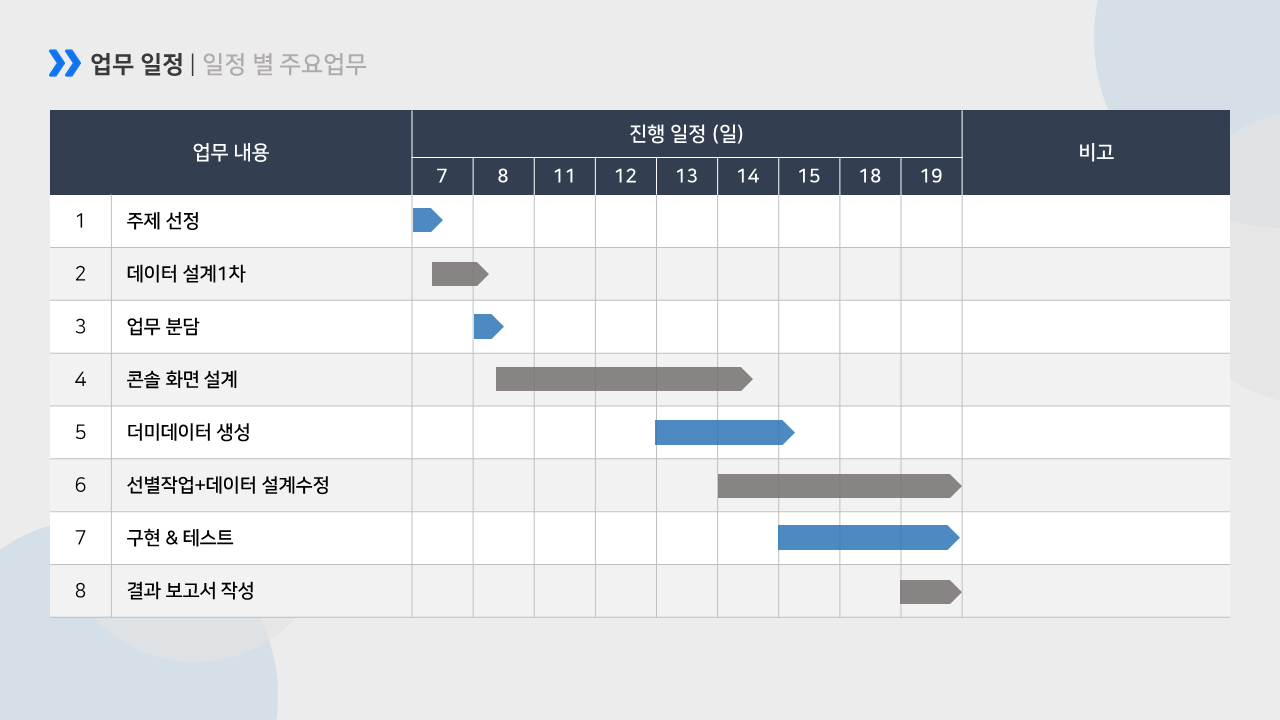 업무 일정 | 일정 별 주요업무
업무 내용 진행 일정 (일) 비고
7 8 11 12 13 14 15 18 19
1 주제 선정
2 데이터 설계1차
3 업무 분담
4 콘솔 화면 설계
5 더미데이터 생성
6 선별작업+데이터 설계수정
7 구현 & 테스트
8 결과 보고서 작성